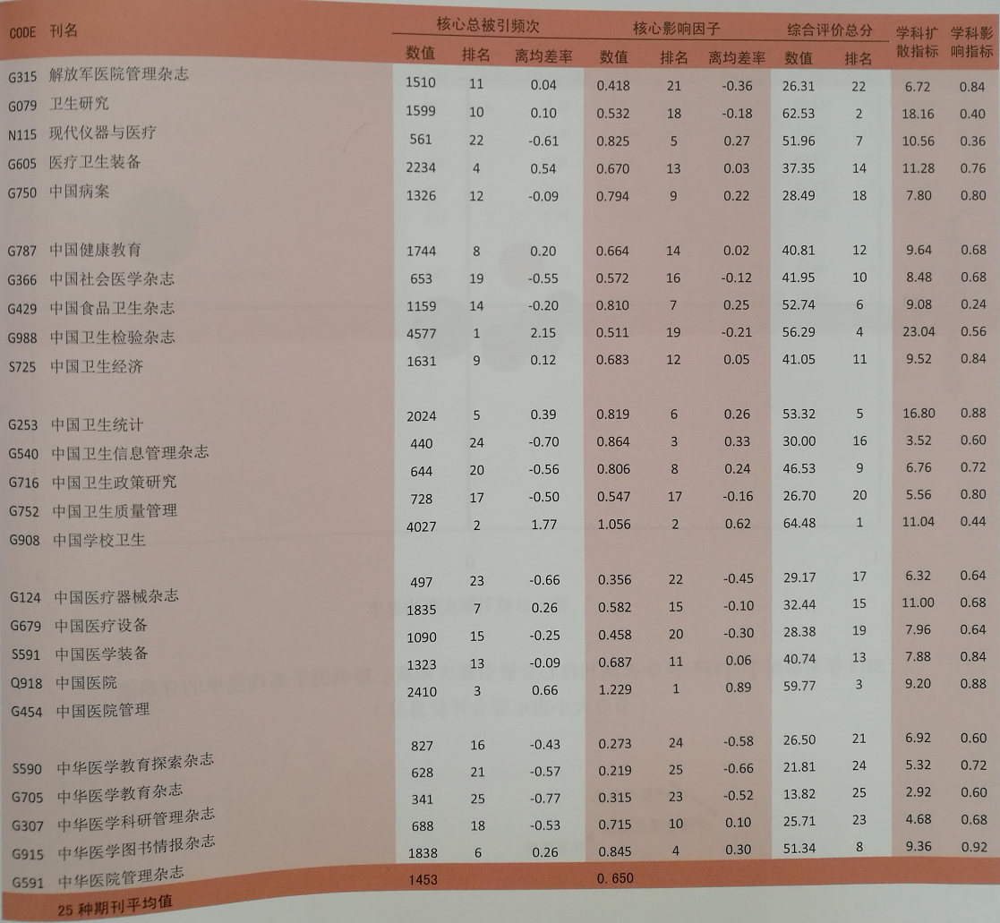 CODE 刊名 核心总被引频次 核心影响因子 综合评价总分 学科扩散指标 学科影响指标
数值 排名 离均差率 数值 排名 离均差率 数值 排名
G315 解放军医院管理杂志 1510 11 0.04 0.418 21 -0.36 26.31 22 6.72 0.84
G079 卫生研究 1599 10 0.10 0.532 18 -0.18 62.53 2 18.16 0.40
N115 现代仪器与医疗 561 22 -0.61 0.825 5 0.27 51.96 7 10.56 0.36
G605 医疗卫生装备 2234 4 0.54 0.670 13 0.03 37.35 14 11.28 0.76
G750 中国病案 1326 12 -0.09 0.794 9 0.22 28.49 18 7.80 0.80
G787 中国健康教育 1744 8 0.20 0.664 14 0.02 40.81 12 9.64 0.68
G366 中国社会医学杂志 653 19 -0.55 0.572 16 -0.12 41.95 10 8.48 0.68
G429 中国食品卫生杂志 1159 14 -0.20 0.810 7 0.25 52.74 6 9.08 0.24
G988 中国卫生检验杂志 4577 1 2.15 0.511 19 -0.21 56.29 4 23.04 0.56
S725 中国卫生经济 1631 9 0.12 0.683 12 0.05 41.05 11 9.52 0.84
G253 中国卫生统计 2024 5 0.39 0.819 6 0.26 53.32 5 16.80 0.88
G540 中国卫生信息管理杂志 440 24 -0.70 0.864 3 0.33 30.00 16 3.52 0.60
G716 中国卫生政策研究 644 20 -0.56 0.806 8 0.24 46.53 9 6.76 0.72
G752 中国卫生质量管理 728 17 -0.50 0.547 17 -0.16 26.70 20 5.56 0.80
G908 中国学校卫生 4027 2 1.77 1.056 2 0.62 64.48 1 11.04 0.44
G124 中国医疗器械杂志 497 23 -0.66 0.356 22 -0.45 29.17 17 6.32 0.64
G679 中国医疗设备 1835 7 0.26 0.582 15 -0.10 32.44 15 11.00 0.68
S591 中国医学装备 1090 15 -0.25 0.458 20 -0.30 28.38 19 7.96 0.64
Q918 中国医院 1323 13 -0.09 0.687 11 0.06 40.74 13 7.88 0.84
G454 中国医院管理 2410 3 0.66 1.229 1 0.89 59.77 3 9.20 0.88
S590 中华医学教育探索杂志 827 16 -0.43 0.273 24 -0.58 26.50 21 6.92 0.60
G705 中华医学教育杂志 628 21 -0.57 0.219 25 -0.66 21.81 24 5.32 0.72
G307 中华医学科研管理杂志 341 25 -0.77 0.315 23 -0.52 13.82 25 2.92 0.60
G915 中华医学图书情报杂志 688 18 -0.53 0.715 10 0.10 25.71 23 4.68 0.68
G591 中华医院管理杂志 1838 6 0.26 0.845 4 0.30 51.34 8 9.36 0.92
25 种期刊平均值 1453 0.650